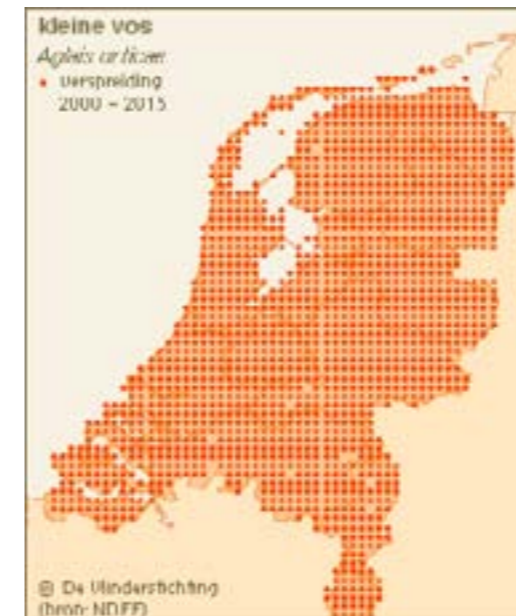 kleine vos
Aglais urticae
• Verspreiding
2000 – 2015
© De Vlinderstichting
(bron: NDFF)